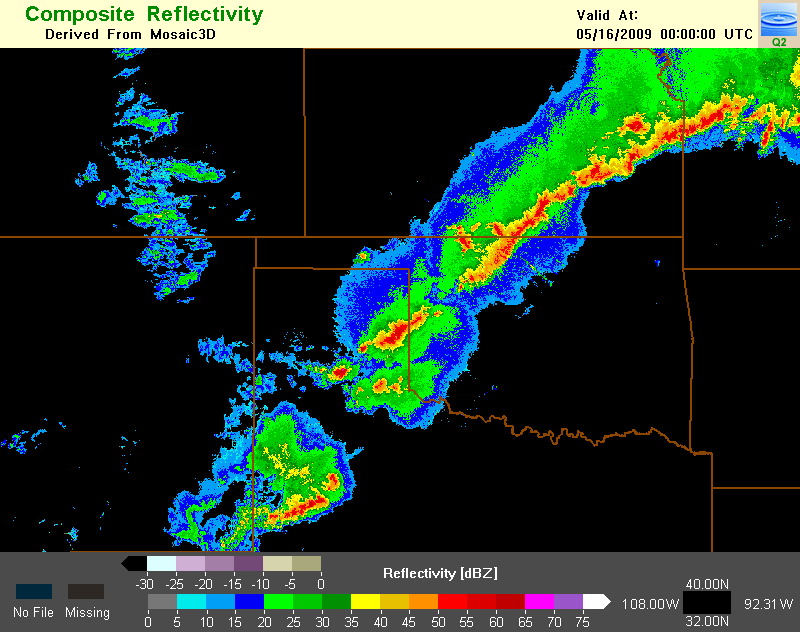 Composite Reflectivity
Derived From Mosaic3D
Valid At:
05/16/2009 00:00:00 UTC
Q2
-30 -25 -20 -15 -10 -5 0
Reflectivity [dBZ]
No File Missing
0 5 10 15 20 25 30 35 40 45 50 55 60 65 70 75
40.00N
108.00W 92.31W
32.00N